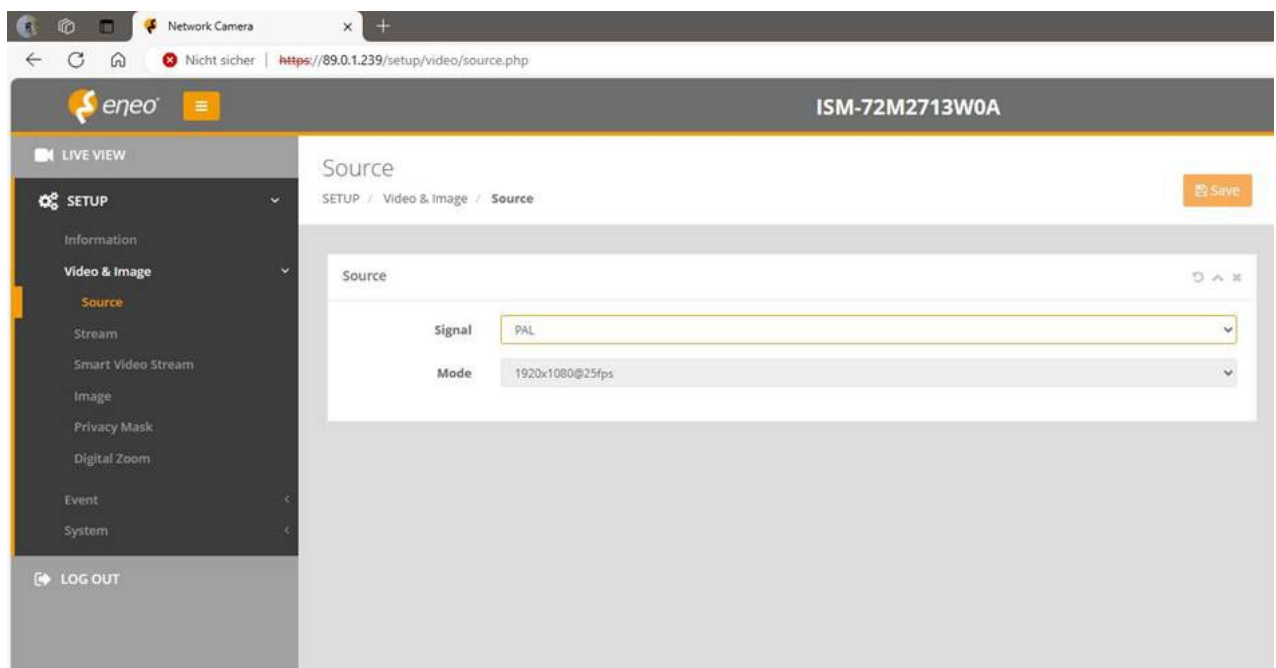 Network Camera
Nicht sicher https://89.0.1.239/setup/video/source.php
eneo
ISM-72M2713W0A
LIVE VIEW
SETUP
Information
Video & Image
Source
Stream
Smart Video Stream
Image
Privacy Mask
Digital Zoom
Event
System
LOG OUT
Source
SETUP / Video & Image / Source
Save
Source
Signal PAL
Mode 1920x1080@25fps